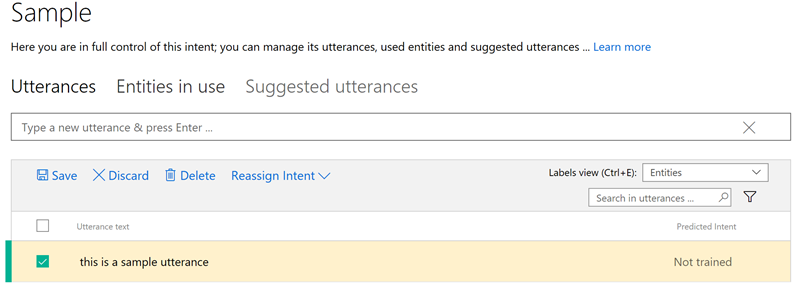 Sample
Here you are in full control of this intent; you can manage its utterances, used entities and suggested utterances ... Learn more
Utterances Entities in use Suggested utterances
Type a new utterance & press Enter ...
Save Discard Delete Reassign Intent Labels view (Ctrl+E): Entities
Search in utterances ...
Utterance text Predicted Intent
this is a sample utterance Not trained